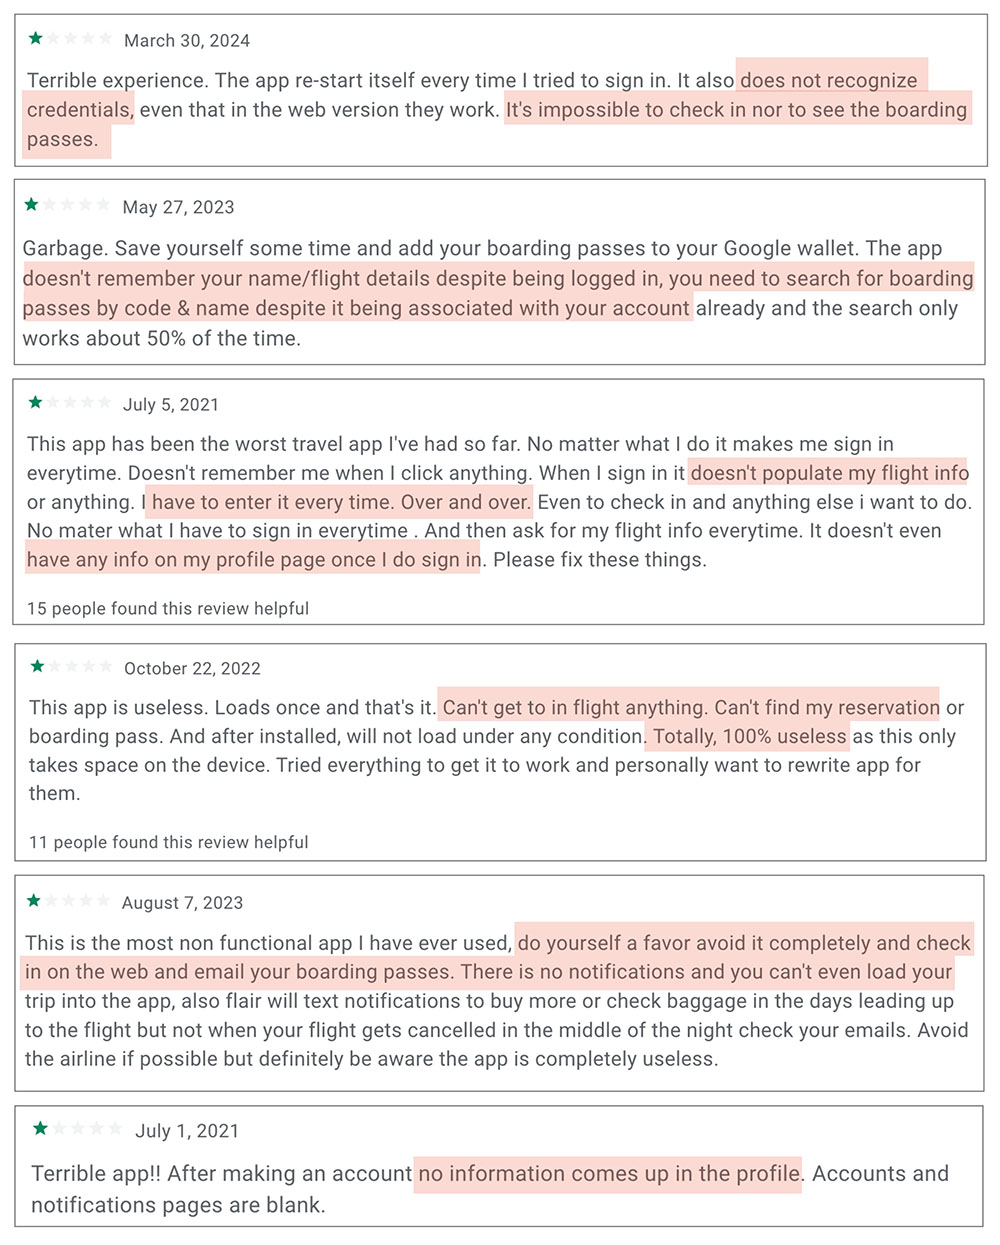 March 30, 2024
Terrible experience. The app re-start itself every time I tried to sign in. It also does not recognize
credentials, even that in the web version they work. It's impossible to check in nor to see the boarding
passes.
May 27, 2023
Garbage. Save yourself some time and add your boarding passes to your Google wallet. The app
doesn't remember your name/flight details despite being logged in, you need to search for boarding
passes by code & name despite it being associated with your account already and the search only
works about 50% of the time.
July 5, 2021
This app has been the worst travel app I've had so far. No matter what I do it makes me sign in
everytime. Doesn't remember me when I click anything. When I sign in it doesn't populate my flight info
or anything. I have to enter it every time. Over and over. Even to check in and anything else i want to do.
No mater what I have to sign in everytime . And then ask for my flight info everytime. It doesn't even
have any info on my profile page once I do sign in. Please fix these things.
15 people found this review helpful
October 22, 2022
This app is useless. Loads once and that's it. Can't get to in flight anything. Can't find my reservation or
boarding pass. And after installed, will not load under any condition. Totally, 100% useless as this only
takes space on the device. Tried everything to get it to work and personally want to rewrite app for
them.
11 people found this review helpful
August 7, 2023
This is the most non functional app I have ever used, do yourself a favor avoid it completely and check
in on the web and email your boarding passes. There is no notifications and you can't even load your
trip into the app, also flair will text notifications to buy more or check baggage in the days leading up
to the flight but not when your flight gets cancelled in the middle of the night check your emails. Avoid
the airline if possible but definitely be aware the app is completely useless.
July 1, 2021
Terrible app!! After making an account no information comes up in the profile. Accounts and
notifications pages are blank.